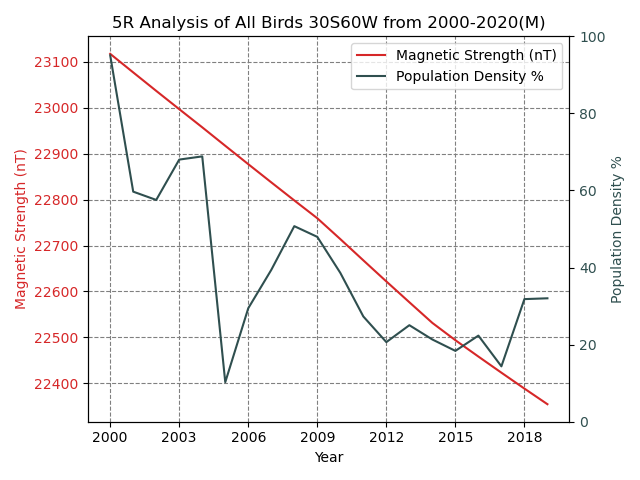 5R Analysis of All Birds 30S60W from 2000-2020(M)
Magnetic Strength (nT)
Population Density %
23100
23000
22900
22800
22700
22600
22500
22400
Magnetic Strength (nT)
100
80
60
40
20
0
Population Density %
2000 2003 2006 2009 2012 2015 2018
Year